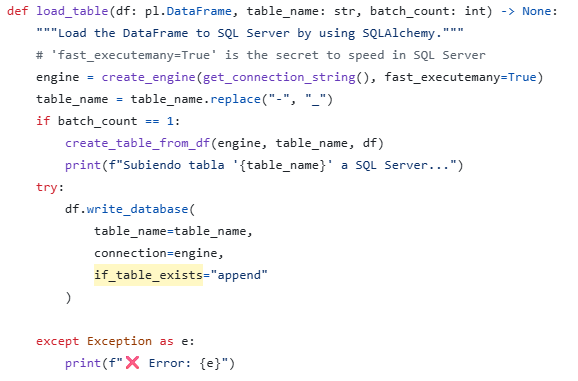 def load_table(df: pl.DataFrame, table_name: str, batch_count: int) -> None:
    """Load the DataFrame to SQL Server by using SQLAlchemy."""
    # 'fast_executemany=True' is the secret to speed in SQL Server
    engine = create_engine(get_connection_string(), fast_executemany=True)
    table_name = table_name.replace("-", "_")
    if batch_count == 1:
        create_table_from_df(engine, table_name, df)
        print(f"Subiendo tabla '{table_name}' a SQL Server...")
    try:
        df.write_database(
            table_name=table_name,
            connection=engine,
            if_table_exists="append"
        )
    except Exception as e:
        print(f"❌ Error: {e}")